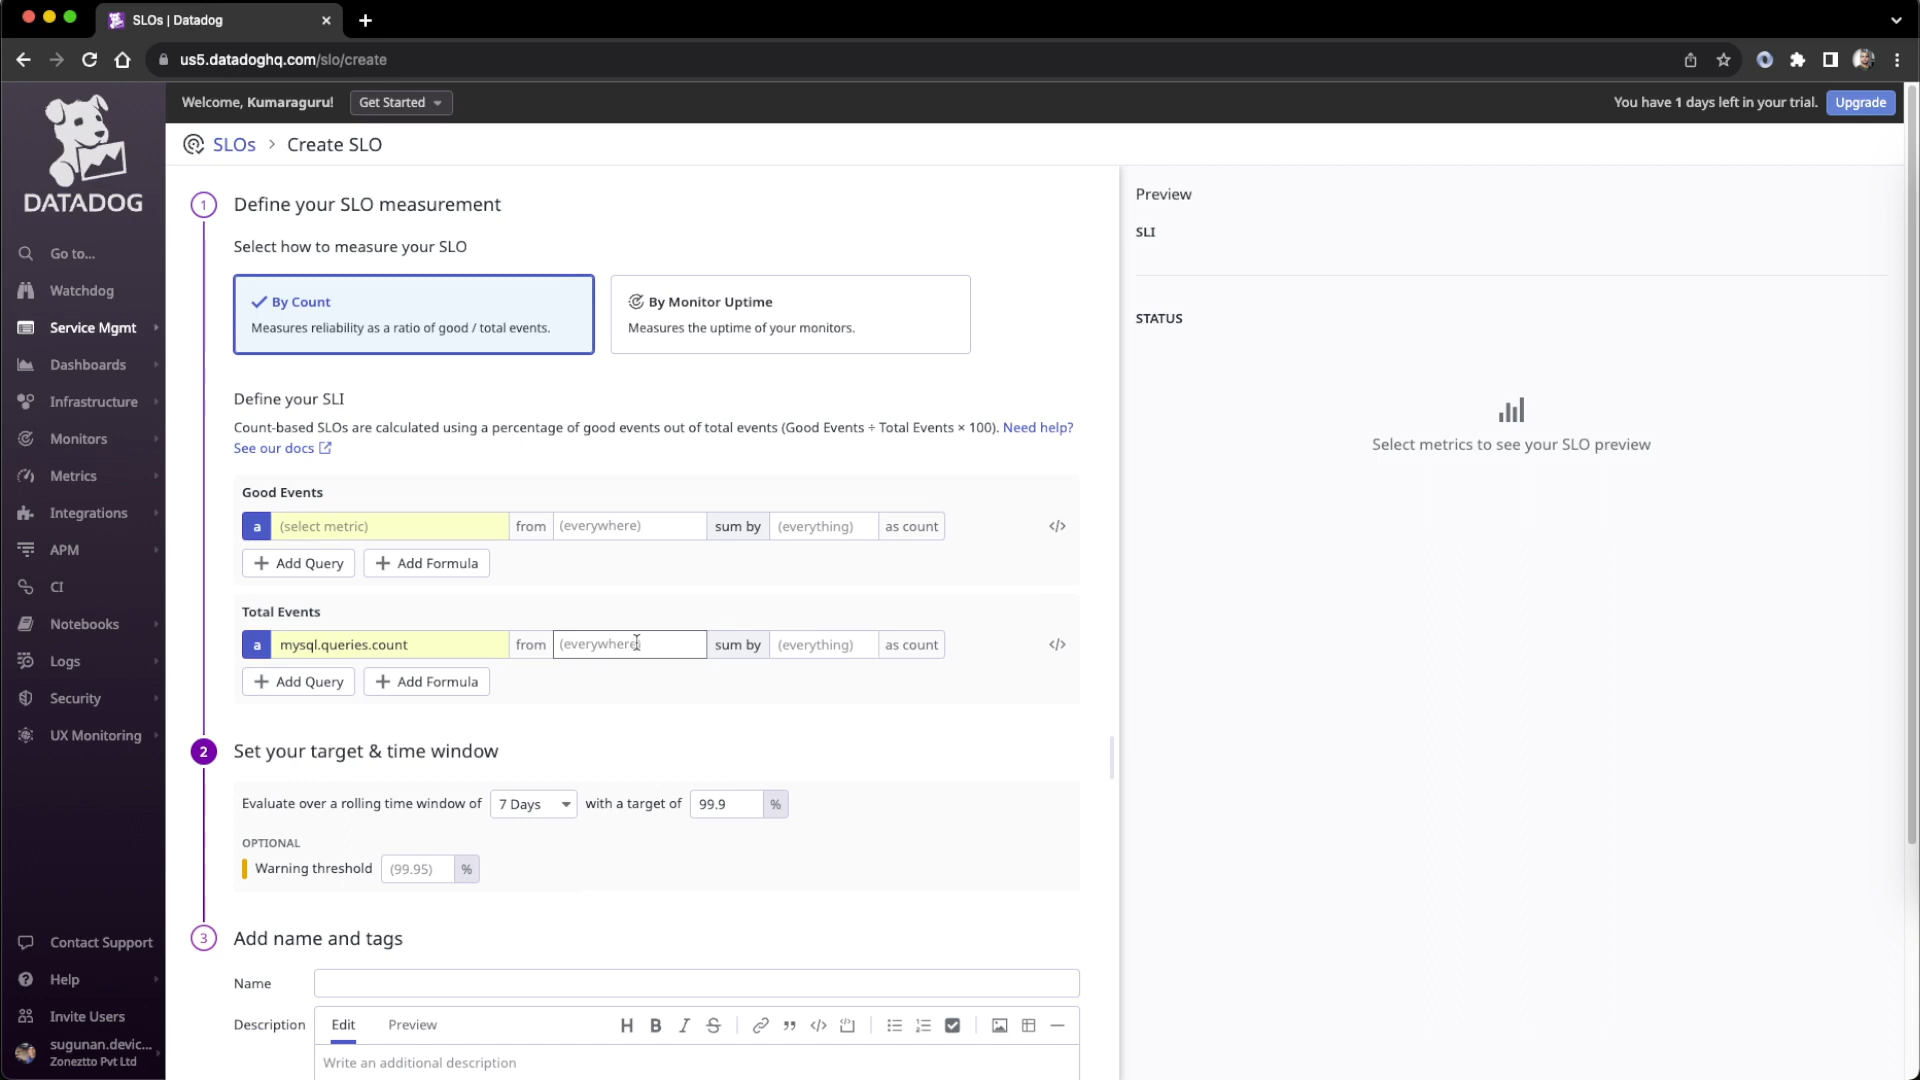 SLOs | Datadog
us5.datadoghq.com/slo/create
DATADOG
Go to...
Watchdog
Service Mgmt
Dashboards
Infrastructure
Monitors
Metrics
Integrations
APM
CI
Notebooks
Logs
Security
UX Monitoring
Contact Support
Help
Invite Users
sugunan.devic...
Zoneztto Pvt Ltd
Welcome, Kumaraguru!
Get Started
You have 1 days left in your trial.
Upgrade
SLOs > Create SLO
1 Define your SLO measurement
Select how to measure your SLO
By Count
Measures reliability as a ratio of good / total events.
By Monitor Uptime
Measures the uptime of your monitors.
Define your SLI
Count-based SLOs are calculated using a percentage of good events out of total events (Good Events ÷ Total Events × 100). Need help?
See our docs
Good Events
a (select metric) from (everywhere) sum by (everything) as count </>
+ Add Query + Add Formula
Total Events
a mysql.queries.count from (everywhere) sum by (everything) as count </>
+ Add Query + Add Formula
2 Set your target & time window
Evaluate over a rolling time window of 7 Days with a target of 99.9 %
OPTIONAL
Warning threshold (99.95) %
3 Add name and tags
Name
Description Edit Preview H B I S
Write an additional description
Preview
SLI
STATUS
Select metrics to see your SLO preview